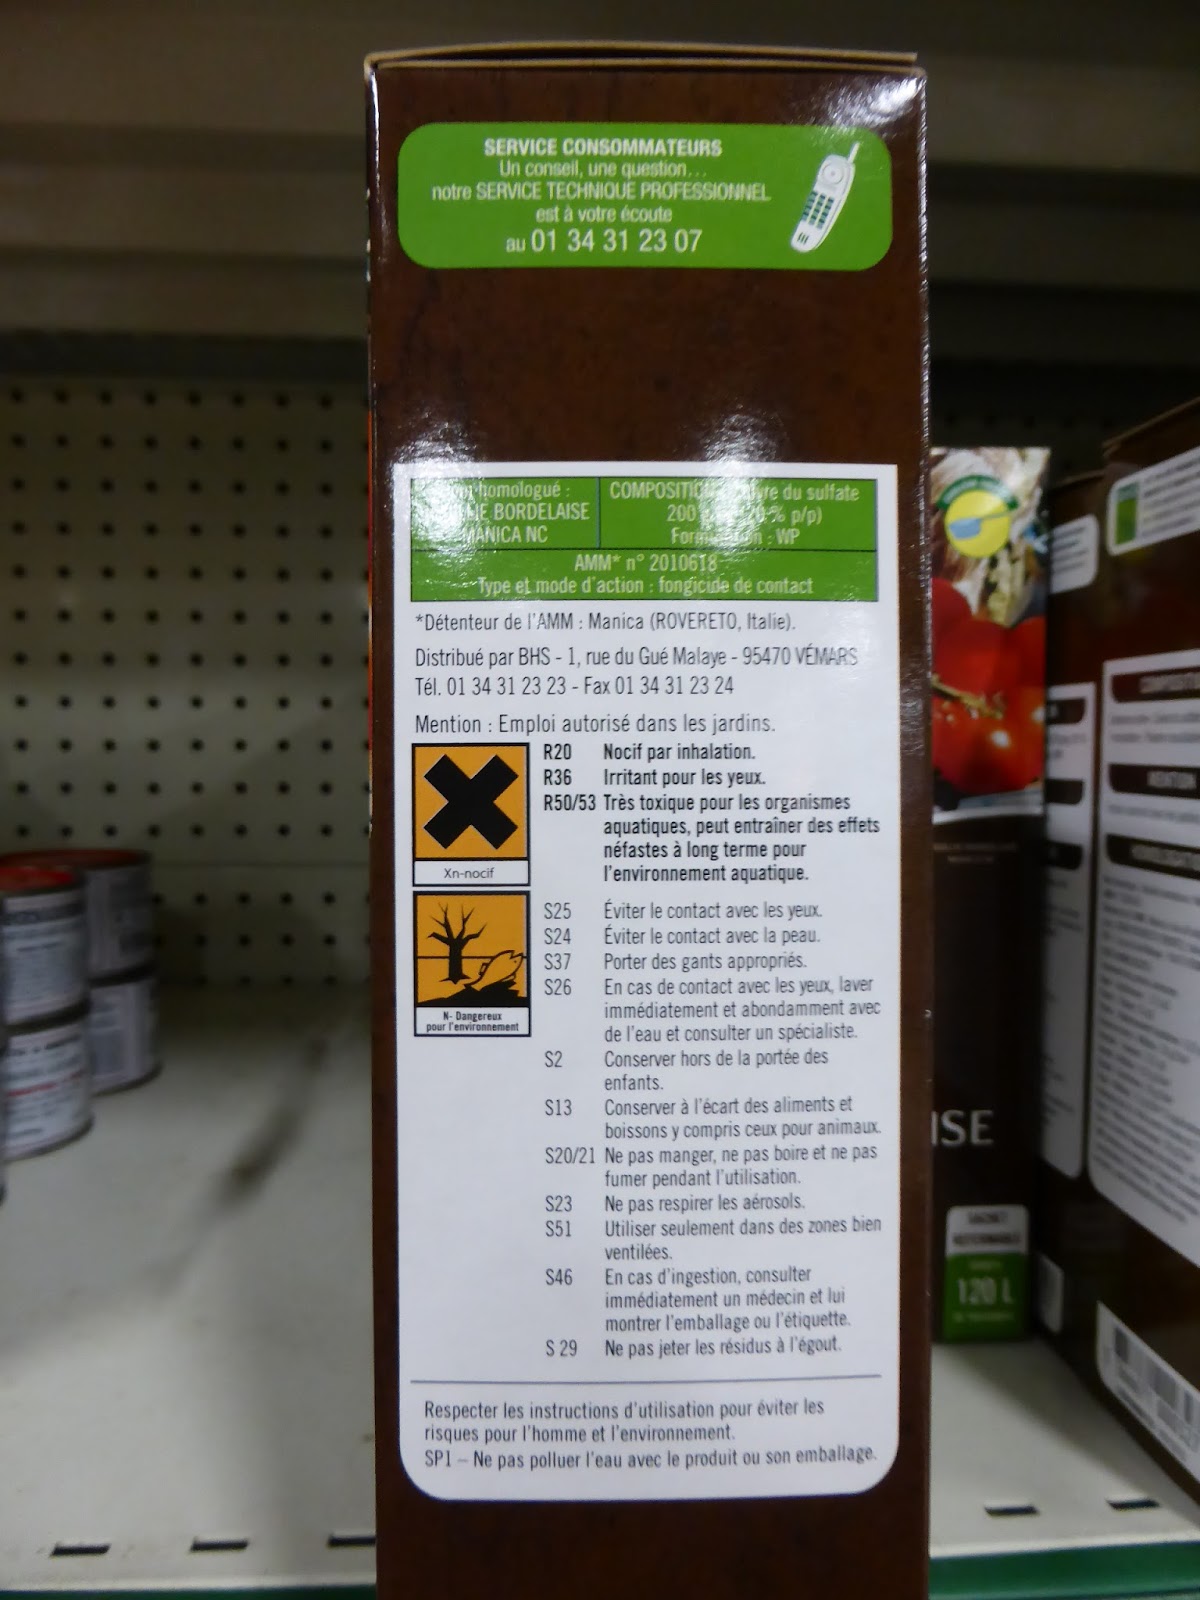 SERVICE CONSOMMATEURS
Un conseil, une question...
notre SERVICE TECHNIQUE PROFESSIONNEL
est à votre écoute
au 01 34 31 23 07
homologué :
BORDELAISE
MANICA NC
COMPOSITION du sulfate
200 p/p)
: WP
AMM* n° 2010618
Type et mode d'action : fongicide de contact
*Détenteur de l'AMM : Manica (ROVERETO, Italie).
Distribué par BHS - 1, rue du Gué Malaye - 95470 VÉMARS
Tél. 01 34 31 23 23 - Fax 01 34 31 23 24
Mention : Emploi autorisé dans les jardins.
Xn-nocif
N- Dangereux
pour l'environnement
R20 Nocif par inhalation.
R36 Irritant pour les yeux.
R50/53 Très toxique pour les organismes
aquatiques, peut entraîner des effets
néfastes à long terme pour
l'environnement aquatique.
S25 Éviter le contact avec les yeux.
S24 Éviter le contact avec la peau.
S37 Porter des gants appropriés.
S26 En cas de contact avec les yeux, laver
immédiatement et abondamment avec
de l'eau et consulter un spécialiste.
S2 Conserver hors de la portée des
enfants.
S13 Conserver à l'écart des aliments et
boissons y compris ceux pour animaux.
S20/21 Ne pas manger, ne pas boire et ne pas
fumer pendant l'utilisation.
S23 Ne pas respirer les aérosols.
S51 Utiliser seulement dans des zones bien
ventilées.
S46 En cas d'ingestion, consulter
immédiatement un médecin et lui
montrer l'emballage ou l'étiquette.
S 29 Ne pas jeter les résidus à l'égout.
Respecter les instructions d'utilisation pour éviter les
risques pour l'homme et l'environnement.
SP1 – Ne pas polluer l'eau avec le produit ou son emballage.
ISE
120 L